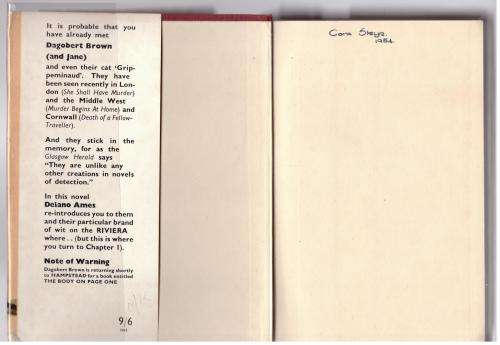 It is probable that you
have already met
Dagobert Brown
(and Jane)
and even their cat 'Grip-
peminaud'. They have
been seen recently in Lon-
don (She Shall Have Murder)
and the Middle West
(Murder Begins At Home) and
Cornwall (Death of a Fellow-
Traveller).
And they stick in the
memory, for as the
Glasgow Herald says
"They are unlike any
other creations in novels
of detection."
In this novel
Delano Ames
re-introduces you to them
and their particular brand
of wit on the RIVIERA
where . . (but this is where
you turn to Chapter 1).
Note of Warning
Dagobert Brown is returning shortly
to HAMPSTEAD for a book entitled
THE BODY ON PAGE ONE
9/6
Cora
1954